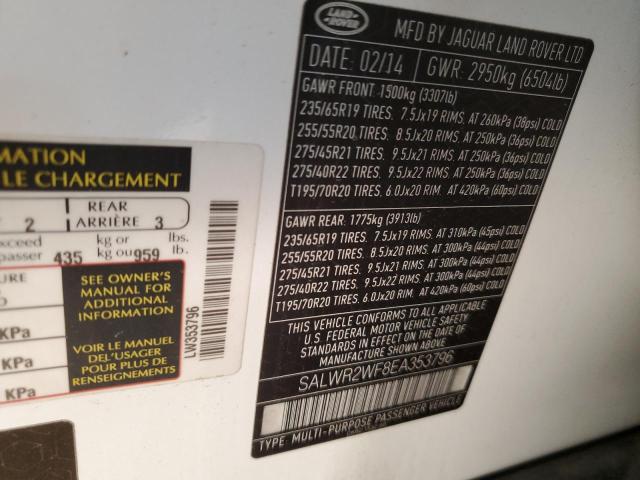 LAND
ROVER
MFD BY JAGUAR LAND ROVER LTD
DATE: 02/14 GWR: 2950kg (6504lb)
GAWR FRONT 1500kg (3307lb)
235/65R19 TIRES. 7.5Jx19 RIMS. AT 260kPa (38psi) COLD
255/55R20 TIRES. 8.5Jx20 RIMS. AT 250kPa (36psi) COLD
275/45R21 TIRES. 9.5Jx21 RIMS. AT 250kPa (36psi) COLD
275/40R22 TIRES. 9.5Jx22 RIMS. AT 250kPa (36psi) COLD
T195/70R20 TIRES. 6.0Jx20 RIM. AT 420kPa (60psi) COLD
GAWR REAR: 1775kg (3913lb)
235/65R19 TIRES. 7.5Jx19 RIMS. AT 310kPa (45psi) COLD
255/55R20 TIRES. 8.5Jx20 RIMS. AT 300kPa (44psi) COLD
275/45R21 TIRES. 9.5Jx21 RIMS. AT 300kPa (44psi) COLD
275/40R22 TIRES. 9.5Jx22 RIMS. AT 300kPa (44psi) COLD
T195/70R20 TIRES. 6.0Jx20 RIM. AT 420kPa (60psi) COLD
THIS VEHICLE CONFORMS TO ALL APPLICABLE
U S FEDERAL MOTOR VEHICLE SAFETY
STANDARDS IN EFFECT ON THE DATE OF
MANUFACTURE SHOWN ABOVE
SALWR2WF8EA353796
TYPE: MULTI-PURPOSE PASSENGER VEHICLE
RMATION
LE CHARGEMENT
2 REAR
ARRIÈRE 3
exceed kg or lbs.
passer 435 kg ou 959 lb.
URE
SEE OWNER'S
MANUAL FOR
ADDITIONAL
INFORMATION
KPa
VOIR LE MANUEL
DEL'USAGER
POUR PLUS DE
RENSEIGNEMENTS
KPa
KPa
LW353796